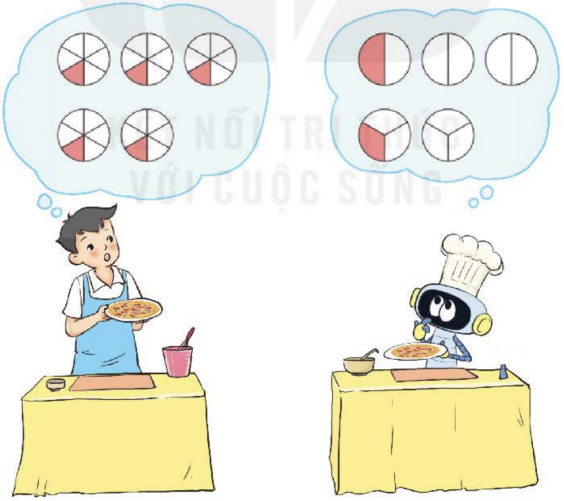 KẾT NỐI TRI THỨC
VỚI CUỘC SỐNG